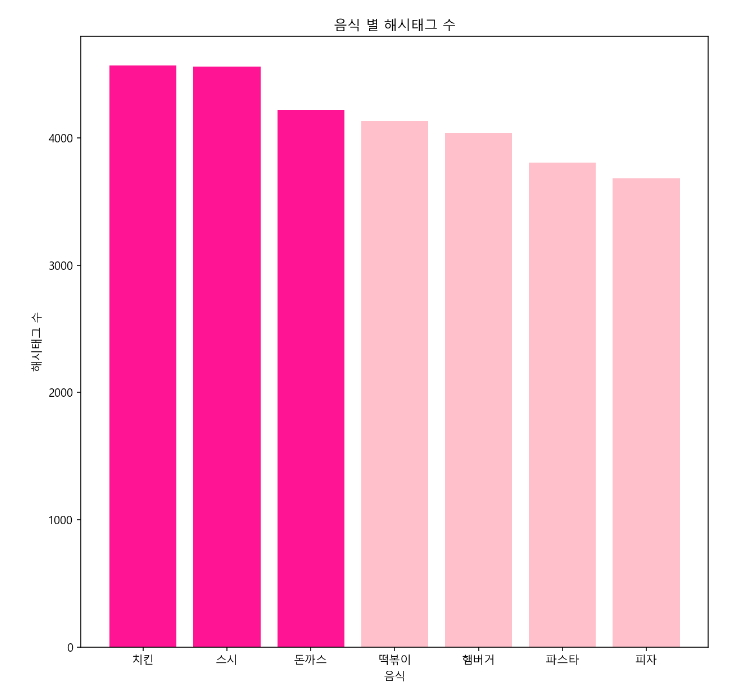 음식 별 해시태그 수
해시태그 수
4000
3000
2000
1000
0
치킨 스시 돈까스 떡볶이 햄버거 파스타 피자
음식